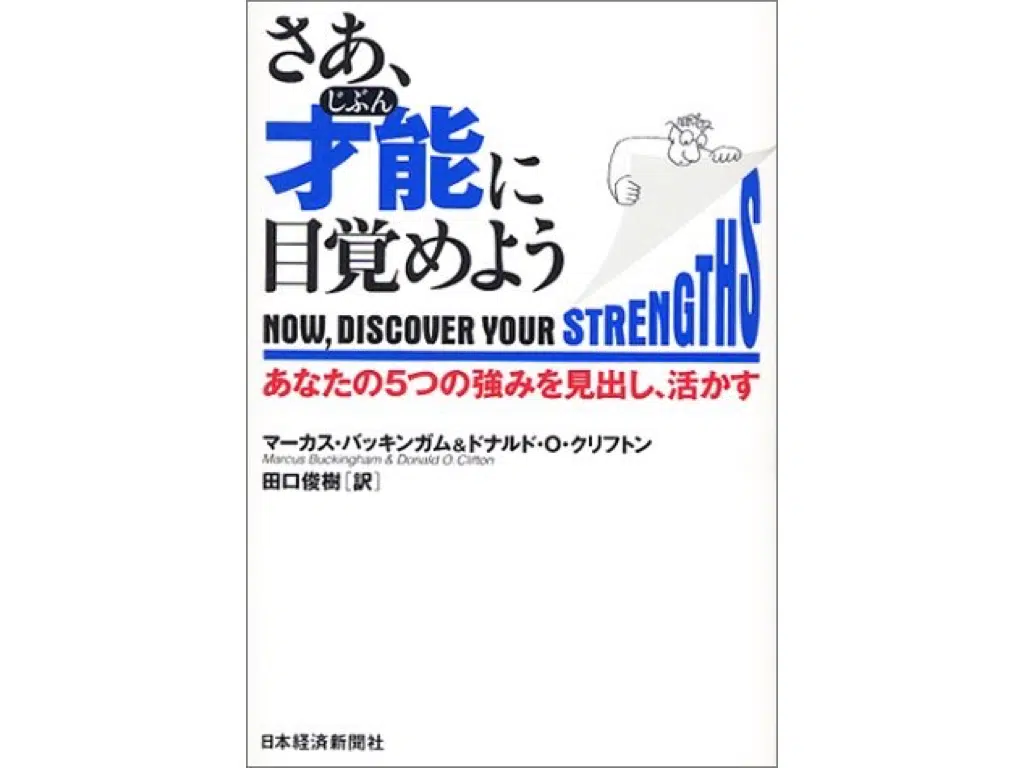 さあ、
じぶん
才能に
目覚めよう
NOW, DISCOVER YOUR STRENGTHS
あなたの5つの強みを見出し、活かす
マーカス・バッキンガム&ドナルド・O・クリフトン
Marcus Buckingham & Donald O. Clifton
田口俊樹[訳]
日本経済新聞社